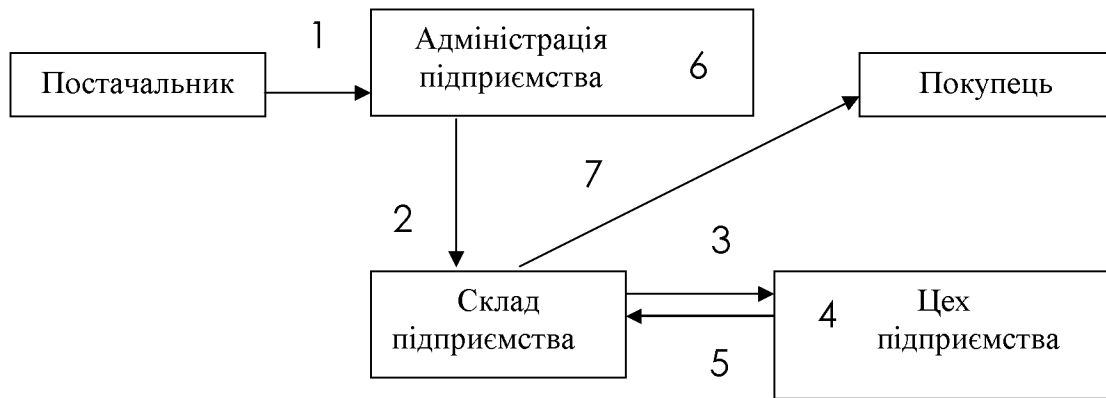 1
Адміністрація
підприємства 6
Постачальник
Покупець
7
2
3
Склад
підприємства
4 Цех
підприємства
5